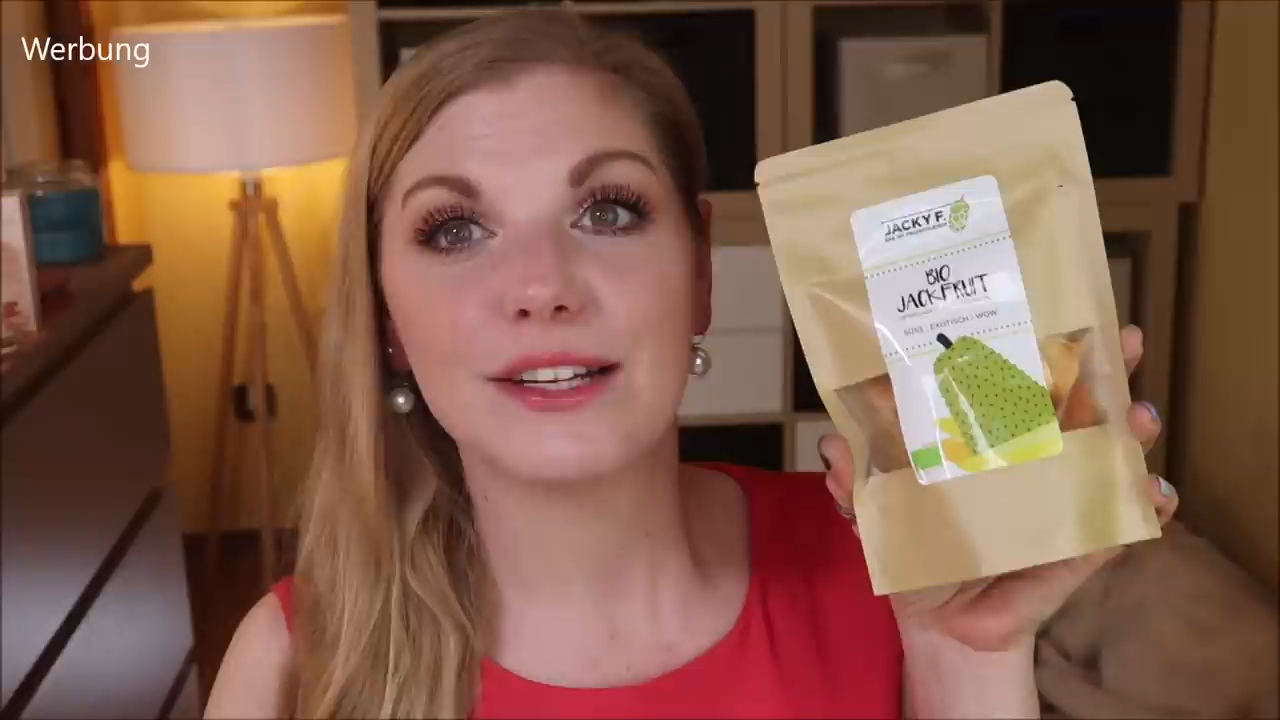 Werbung
JACKY F.
BIO
JACKFRUIT
SÜSS . EXOTISCH . WOW